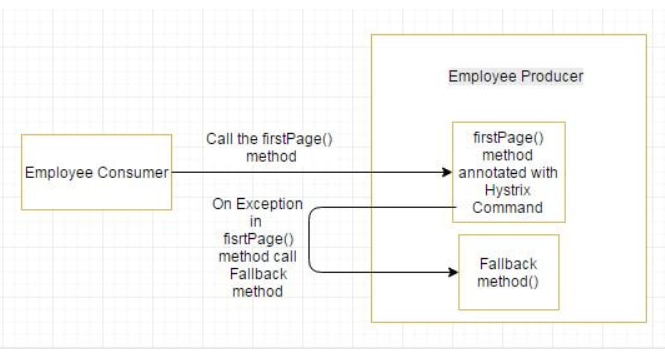 Employee Producer
Employee Consumer
Call the firstPage()
method
firstPage()
method
annotated with
Hystrix
Command
On Exception
in
fisrtPage()
method call
Fallback
method
Fallback
method()